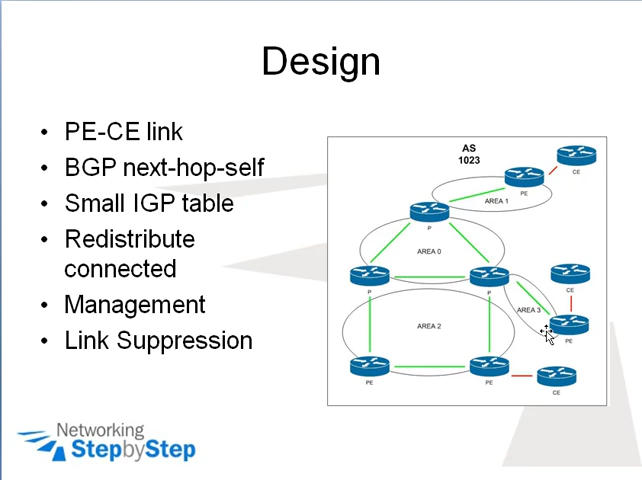 Design
• PE-CE link
• BGP next-hop-self
• Small IGP table
• Redistribute
connected
• Management
• Link Suppression
AS
1023
CE
PE
AREA 1
P
AREA 0
P
P
CE
AREA 3
PE
AREA 2
PE
PE
CE
Networking
StepbyStep